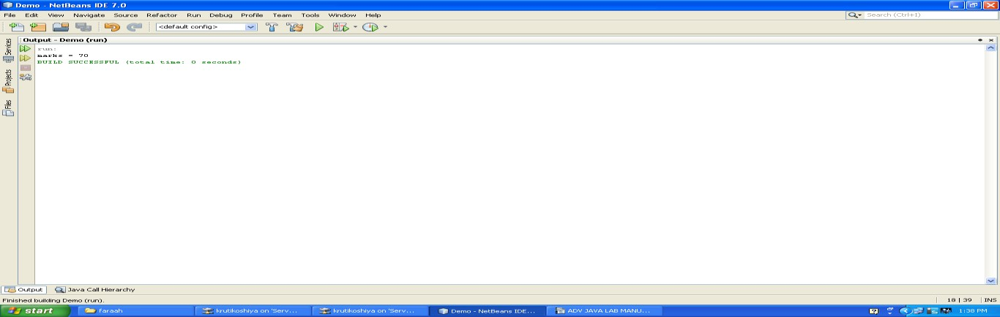 Demo - NetBeans IDE 7.0
File Edit View Navigate Source Refactor Run Debug Profile Team Tools Window Help
Search (Ctrl+I)
<default config>
Output - Demo (run)
run:
marks = 70
BUILD SUCCESSFUL (total time: 0 seconds)
Services
Projects
Files
Output Java Call Hierarchy
Finished building Demo (run).
18 | 39 INS
start faraah krutikoshiya on 'Serv... krutikoshiya on 'Serv... Demo - NetBeans IDE... ADV JAVA LAB MANU... 1:38 PM